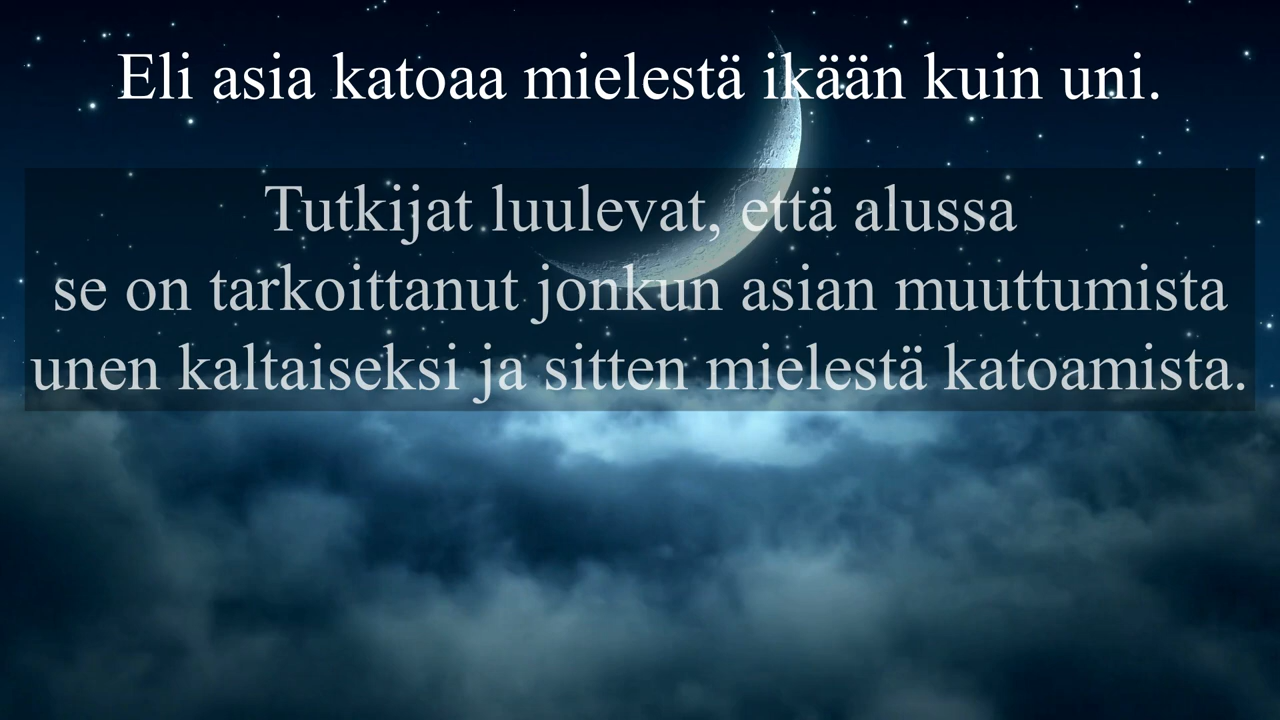 Eli asia katoaa mielestä ikään kuin uni.
Tutkijat luulevat, että alussa
se on tarkoittanut jonkun asian muuttumista
unen kaltaiseksi ja sitten mielestä katoamista.